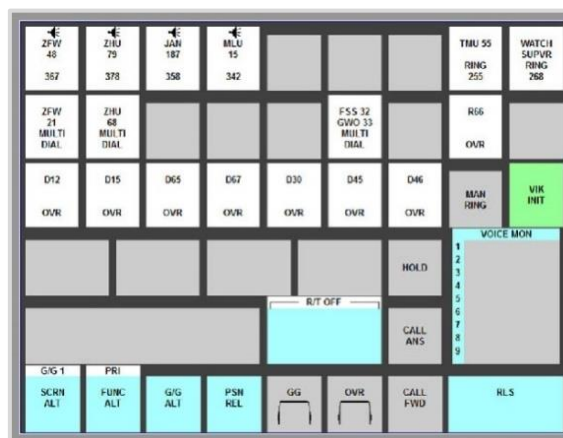 ZFW
48
367
ZHU
79
378
JAN
187
358
MLU
15
342
TMU 55
RING
255
WATCH
SUPVR
RING
268
ZFW
21
MULTI
DIAL
ZHU
68
MULTI
DIAL
FSS 32
GWO 33
MULTI
DIAL
R66
OVR
D12
OVR
D15
OVR
D65
OVR
D67
OVR
D30
OVR
D45
OVR
D46
OVR
MAN
RING
VIK
INIT
HOLD
VOICE MON
1
2
3
4
5
6
7
8
9
R/T OFF
CALL
ANS
G/G 1
SCRN
ALT
PRI
FUNC
ALT
G/G
ALT
PSN
REL
GG
OVR
CALL
FWD
RLS